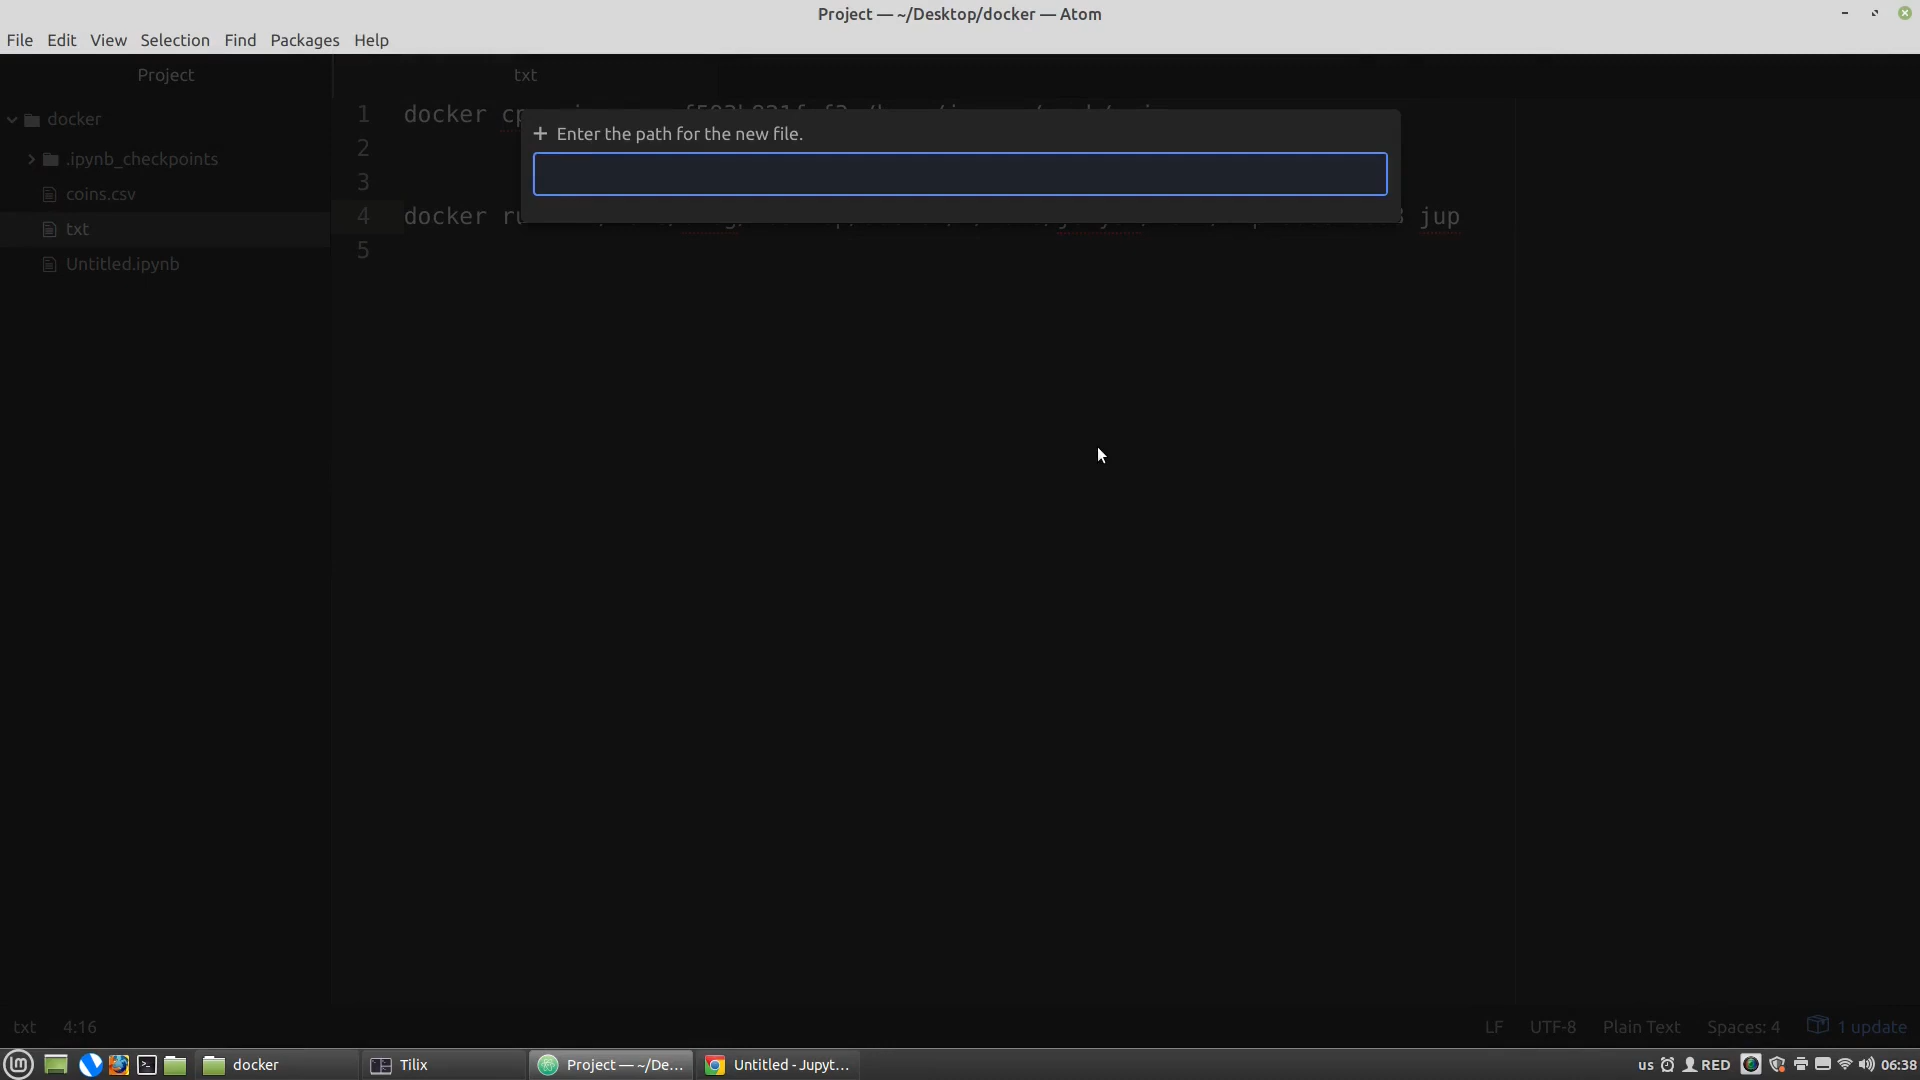 Project — ~/Desktop/docker — Atom
File Edit View Selection Find Packages Help
Project
txt
docker
.ipynb_checkpoints
coins.csv
txt
Untitled.ipynb
1 docker
2
3
4 docker jup
5
Enter the path for the new file.
txt 4:16
LF UTF-8 Plain Text Spaces: 4 1 update
docker
Tilix
Project — ~/De...
Untitled - Jupyt...
us RED 06:38